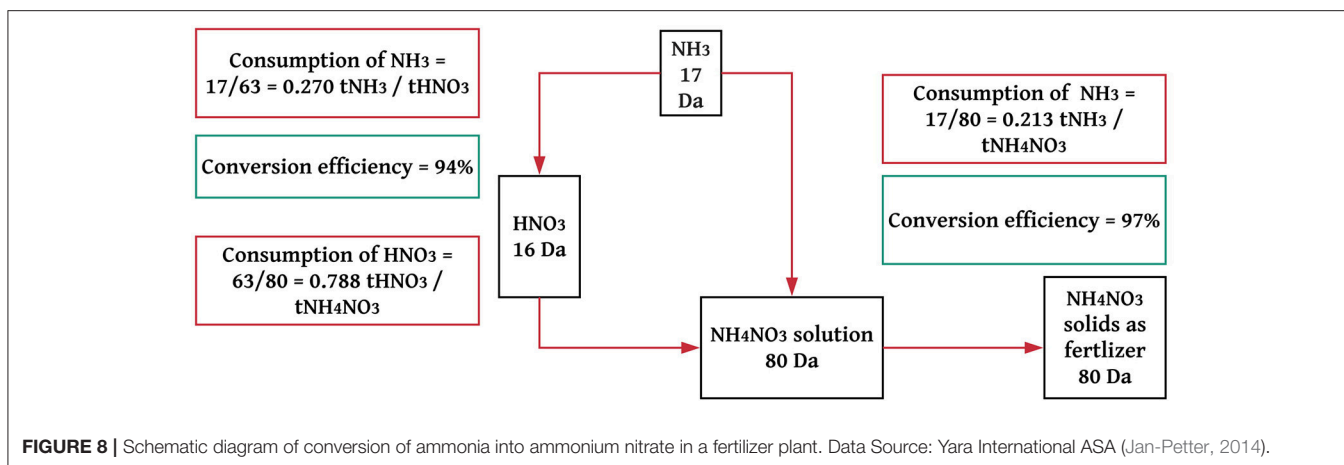 Consumption of NH3 =
17/63 = 0.270 tNH3 / tHNO3
Conversion efficiency = 94%
Consumption of HNO3 =
63/80 = 0.788 tHNO3 /
tNH4NO3
NH3
17
Da
HNO3
16 Da
NH4NO3 solution
80 Da
Consumption of NH3 =
17/80 = 0.213 tNH3 /
tNH4NO3
Conversion efficiency = 97%
NH4NO3
solids as
fertlizer
80 Da
FIGURE 8 | Schematic diagram of conversion of ammonia into ammonium nitrate in a fertilizer plant. Data Source: Yara International ASA (Jan-Petter, 2014).